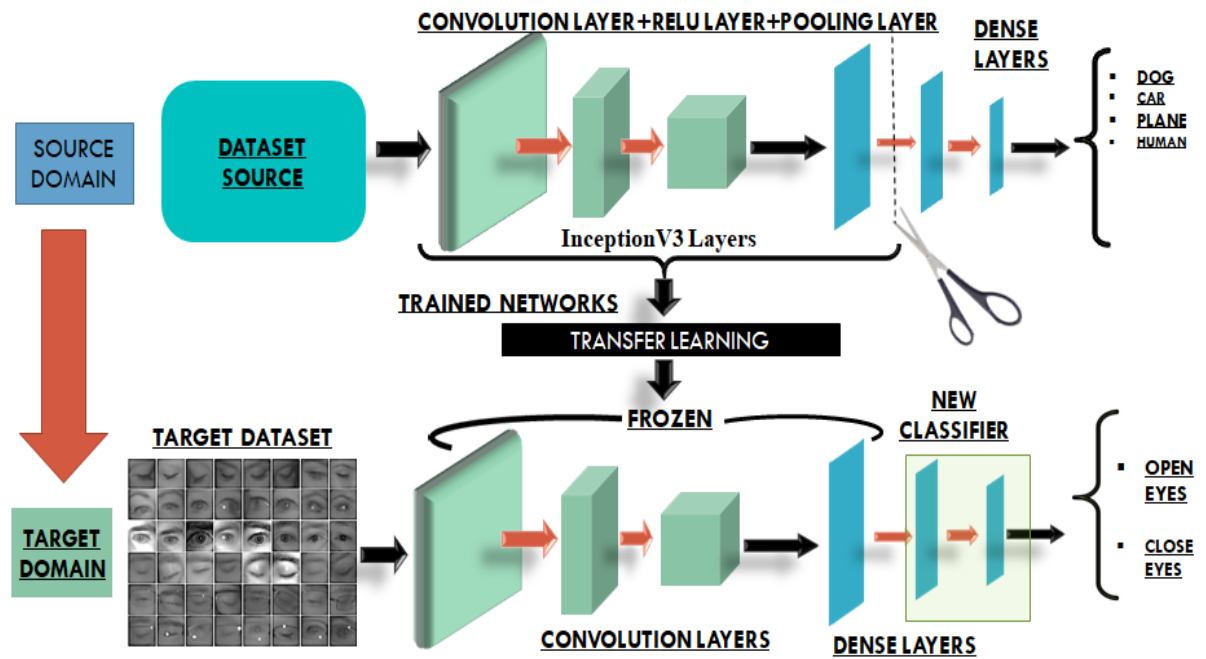 CONVOLUTION LAYER+RELU LAYER+POOLING LAYER
DENSE
LAYERS
SOURCE
DOMAIN
DATASET
SOURCE
▪ DOG
▪ CAR
▪ PLANE
▪ HUMAN
InceptionV3 Layers
TRAINED NETWORKS
TRANSFER LEARNING
FROZEN
NEW
CLASSIFIER
TARGET DATASET
TARGET
DOMAIN
▪ OPEN
EYES
▪ CLOSE
EYES
CONVOLUTION LAYERS
DENSE LAYERS